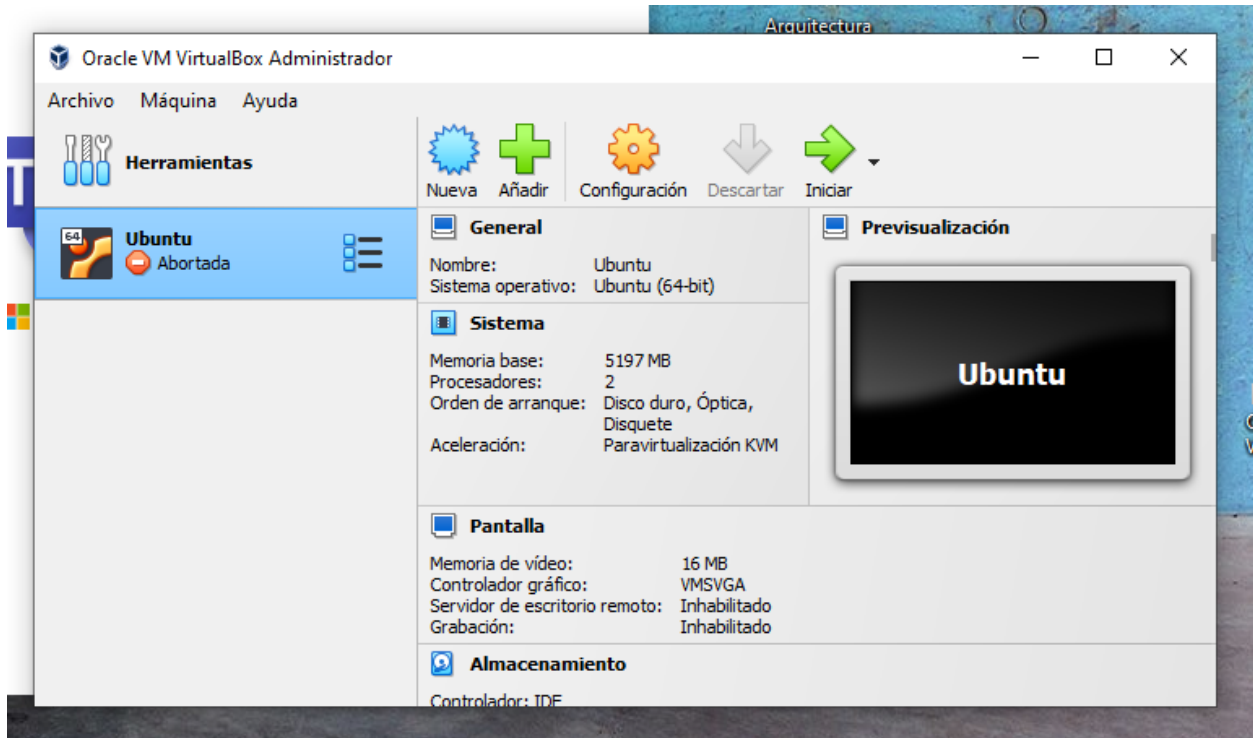 Arquitectura
Oracle VM VirtualBox Administrador
Archivo Máquina Ayuda
Herramientas
Nueva Añadir Configuración Descartar Iniciar
64
Ubuntu
Abortada
General
Nombre: Ubuntu
Sistema operativo: Ubuntu (64-bit)
Previsualización
Ubuntu
Sistema
Memoria base: 5197 MB
Procesadores: 2
Orden de arranque: Disco duro, Óptica,
Disquete
Aceleración: Paravirtualización KVM
Pantalla
Memoria de vídeo: 16 MB
Controlador gráfico: VMSVGA
Servidor de escritorio remoto: Inhabilitado
Grabación: Inhabilitado
Almacenamiento
Controlador: IDE